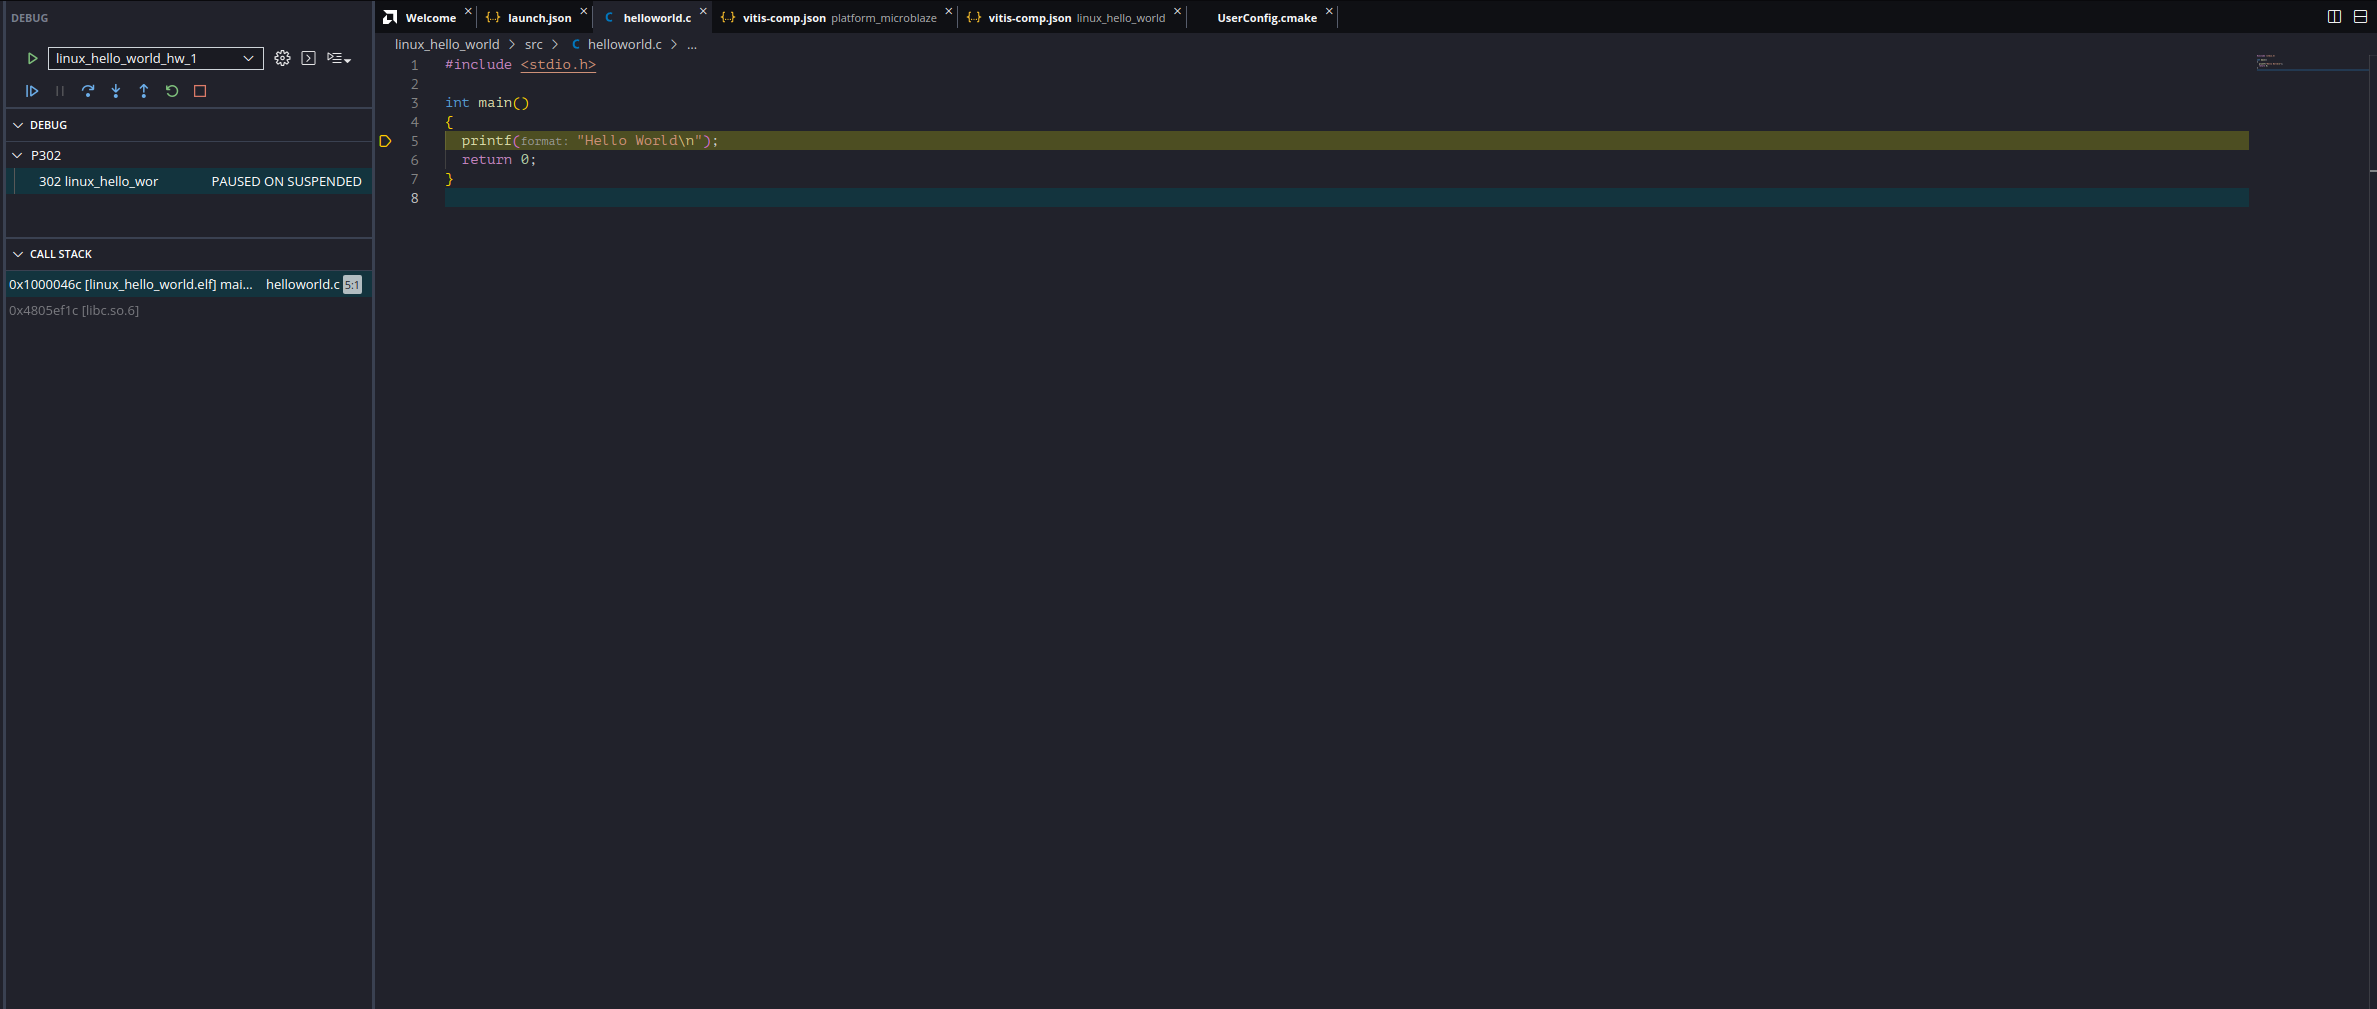 DEBUG
linux_hello_world_hw_1
DEBUG
P302
302 linux_hello_wor PAUSED ON SUSPENDED
CALL STACK
0x1000046c [linux_hello_world.elf] mai... helloworld.c 5:1
0x4805ef1c [libc.so.6]
Welcome launch.json helloworld.c vitis-comp.json platform_microblaze vitis-comp.json linux_hello_world UserConfig.cmake
linux_hello_world > src > C helloworld.c > ...
1 #include <stdio.h>
2
3 int main()
4 {
5 printf(format: "Hello World\n");
6 return 0;
7 }
8